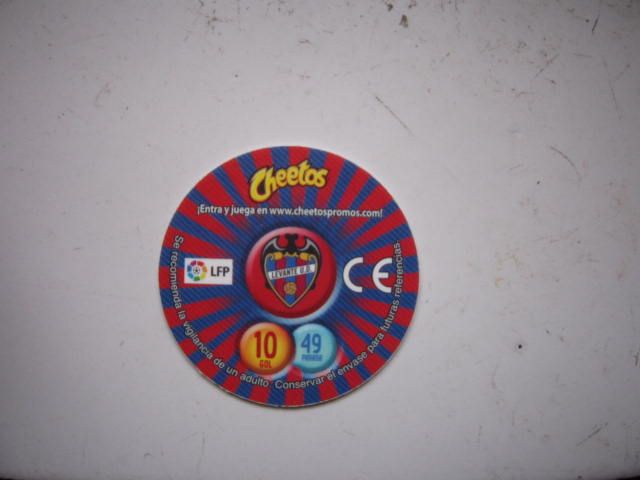 Cheetos
¡Entra y juega en www.cheetospromos.com!
LFP
LEVANTE U.D.
CE
10
GOL
49
PARADA
Se recomienda la vigilancia de un adulto. Conservar el envase para futuras referencias